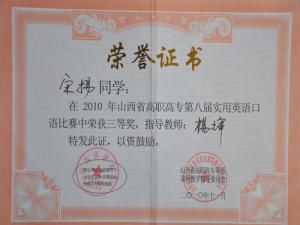 荣誉证书
宋扬同学:
在 2010 年山西省高职高专第八届实用英语口
语比赛中荣获三等奖，指导教师：杨
特发此证，以资鼓励。
二〇一〇年十一月